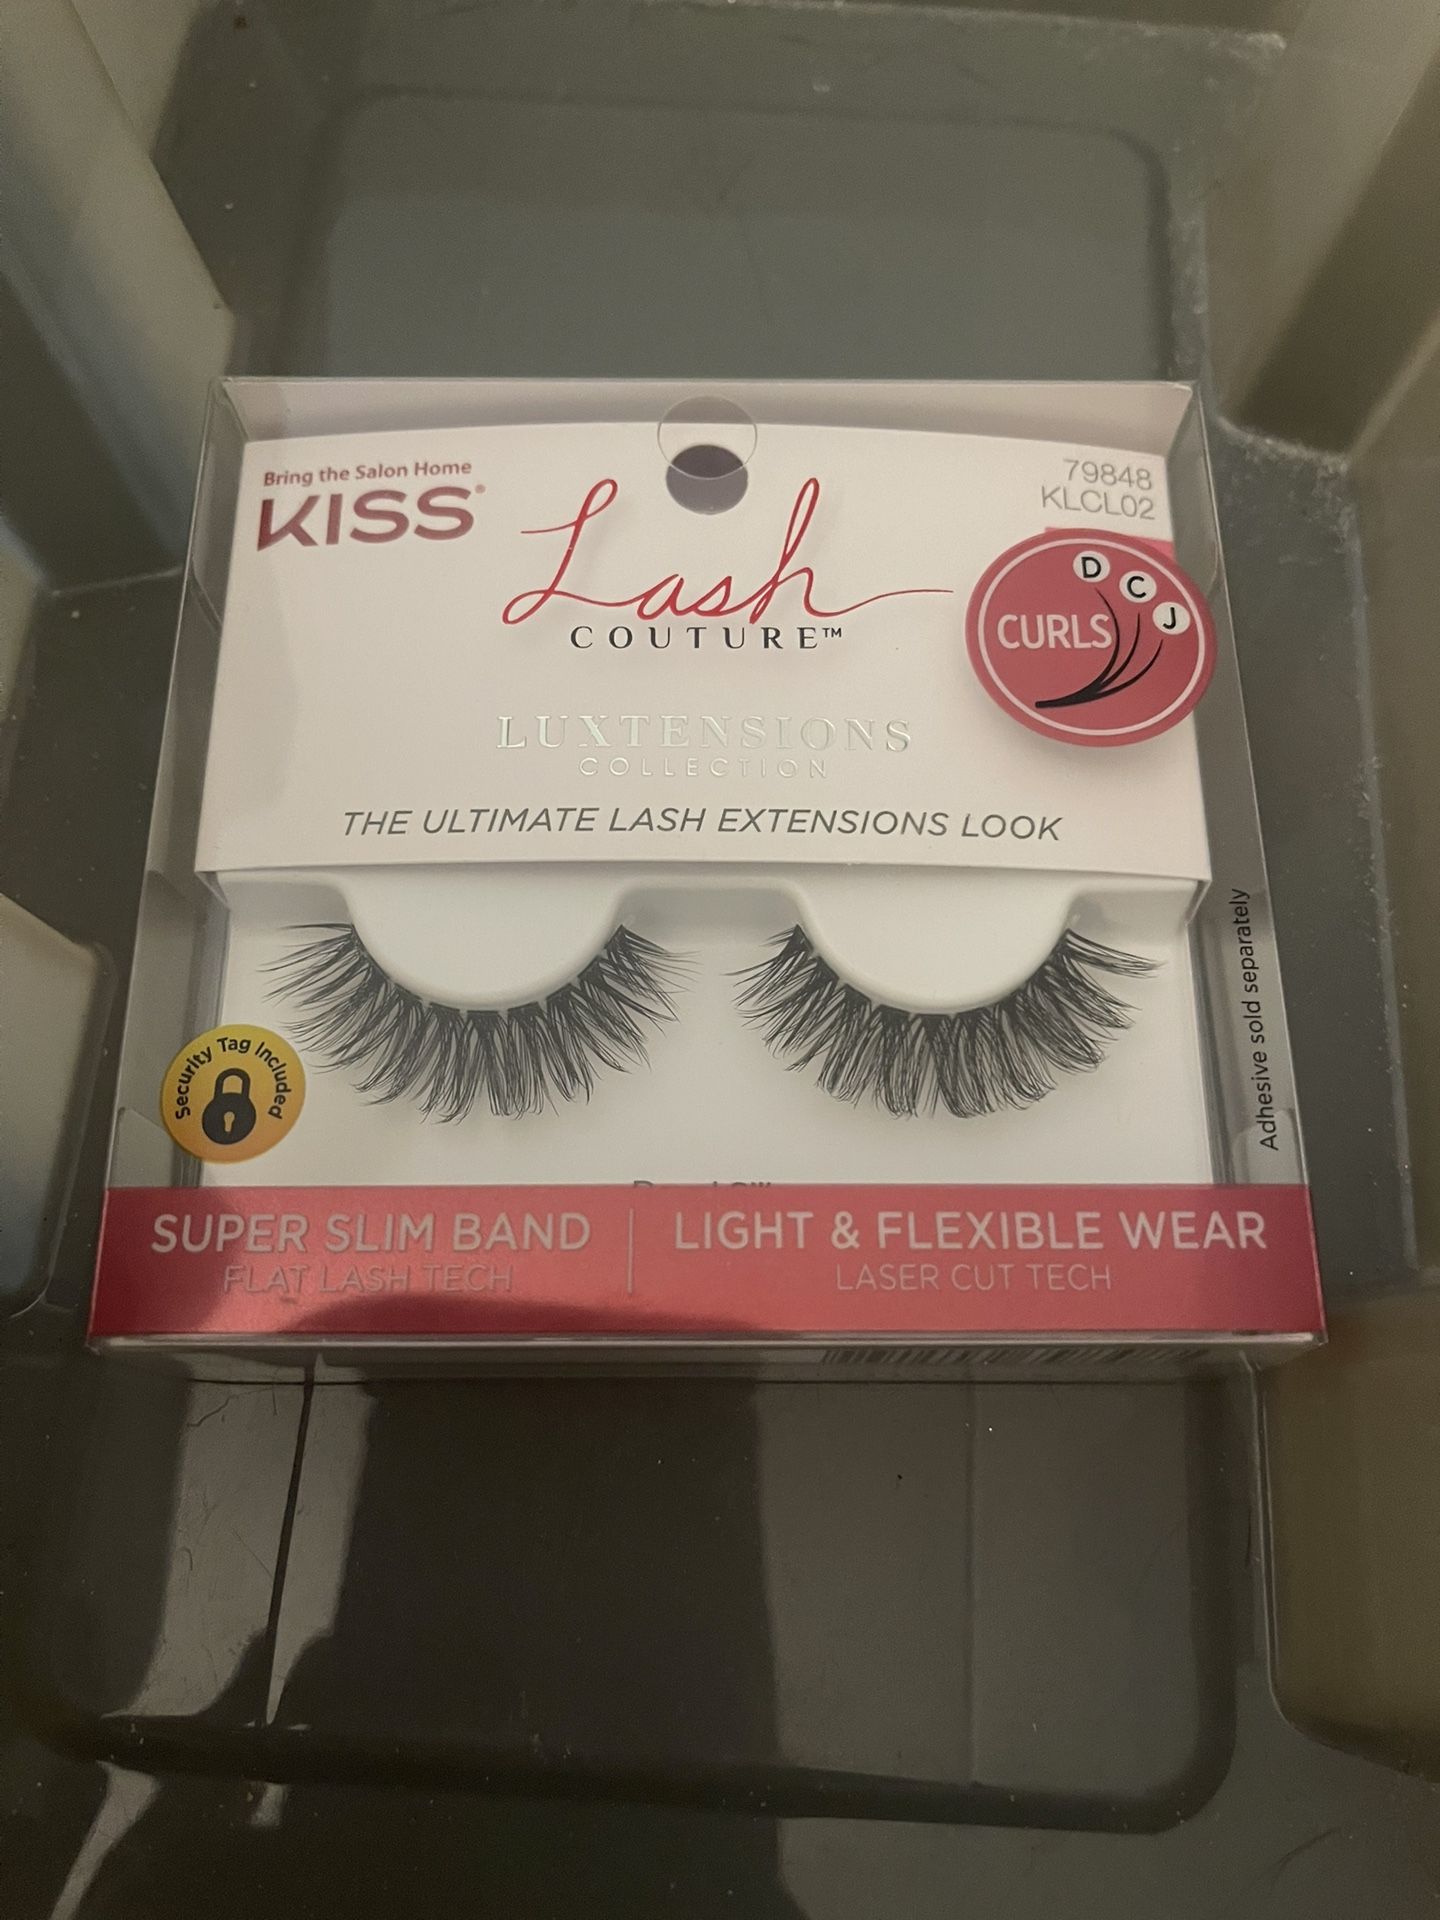 Bring the Salon Home
KISS®
Lash
COUTURE™
79848
KLCL02
CURLS
D
C
J
LUXTENSIONS
COLLECTION
THE ULTIMATE LASH EXTENSIONS LOOK
Security Tag Included
Adhesive sold separately
SUPER SLIM BAND
FLAT LASH TECH
LIGHT & FLEXIBLE WEAR
LASER CUT TECH